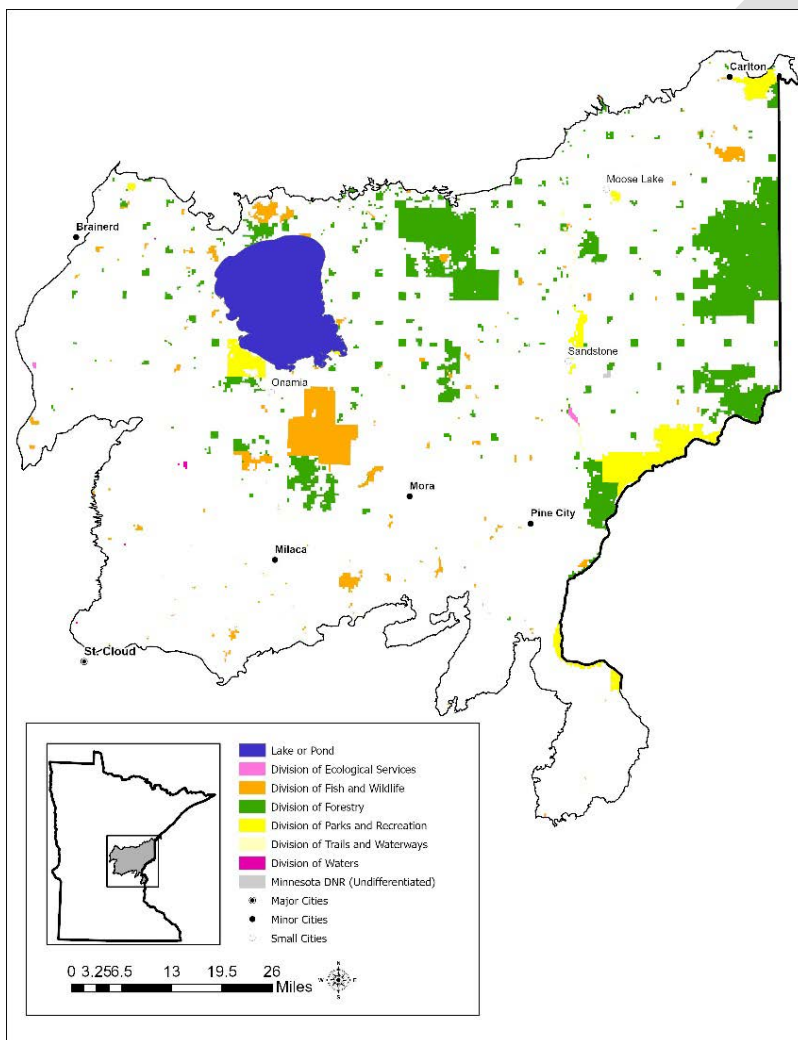 Carlton
Moose Lake
Brainerd
Sandstone
Onamia
Mora
Pine City
Milaca
St. Cloud
Lake or Pond
Division of Ecological Services
Division of Fish and Wildlife
Division of Forestry
Division of Parks and Recreation
Division of Trails and Waterways
Division of Waters
Minnesota DNR (Undifferentiated)
Major Cities
Minor Cities
Small Cities
0 3.25 6.5 13 19.5 26
Miles
N
W E
S